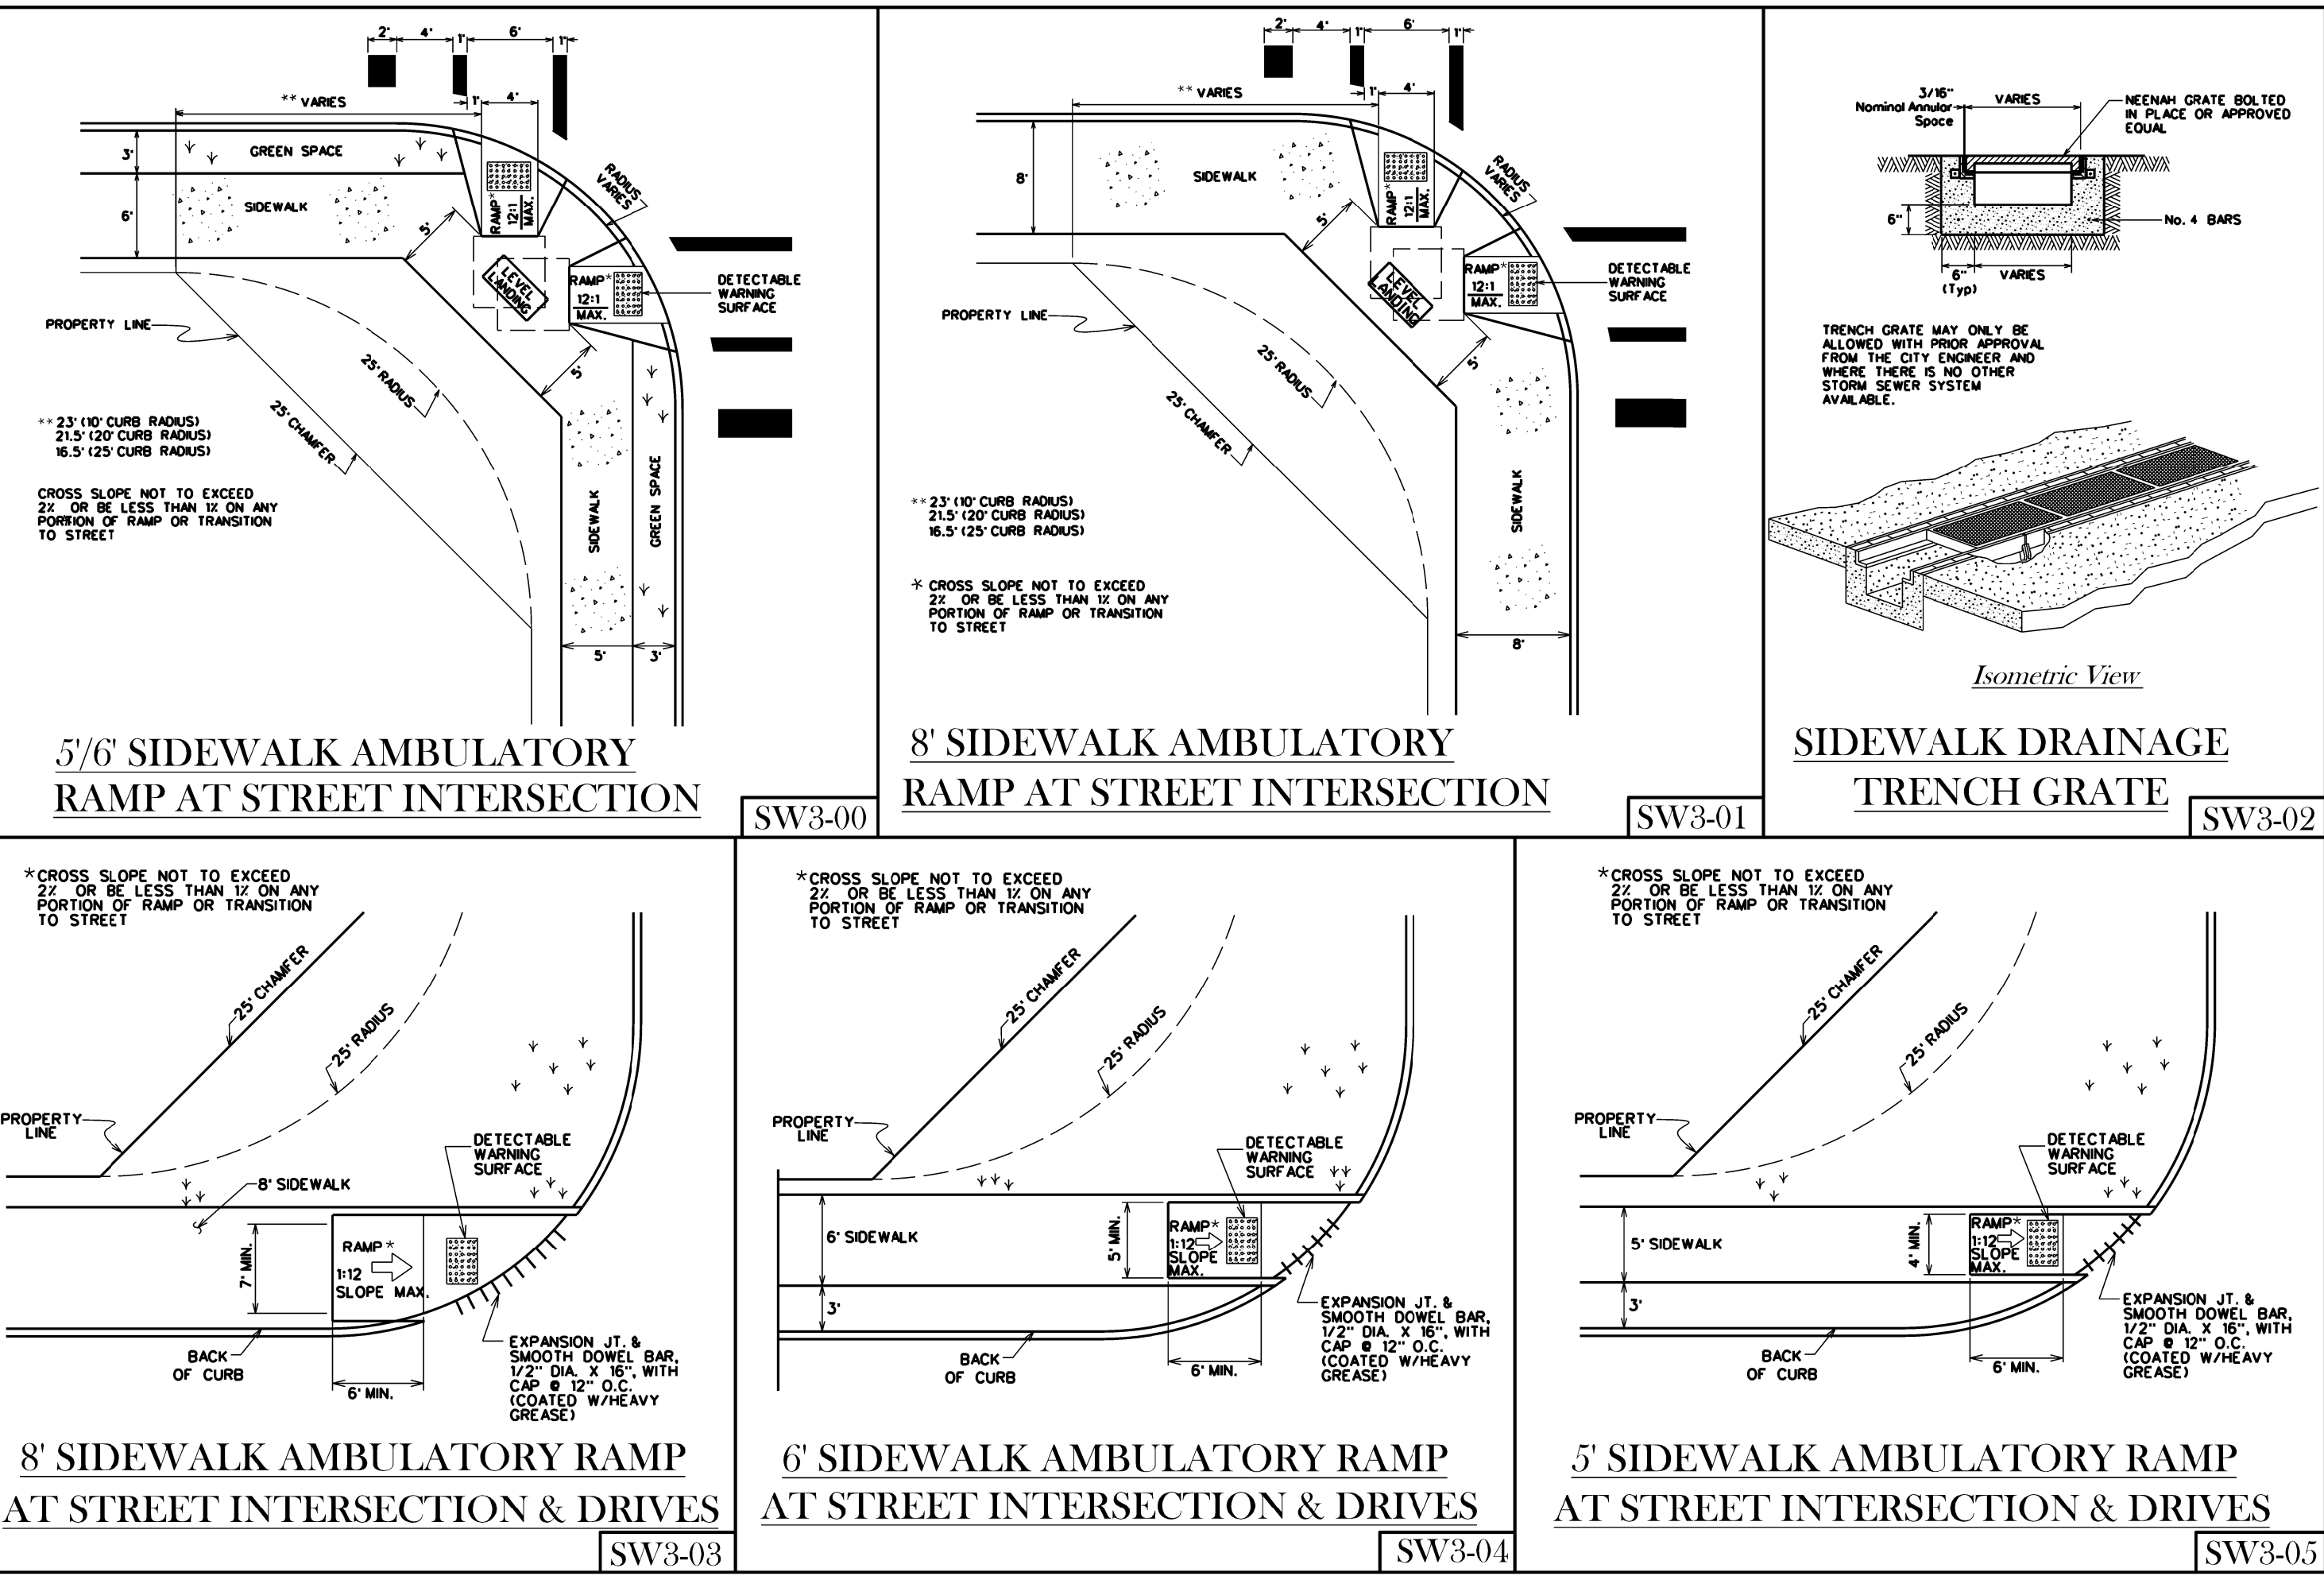 2' 4' 1' 6' 1'
1' 4'
** VARIES
GREEN SPACE
3'
SIDEWALK
6'
RADIUS
VARIES
RAMP*
12:1
MAX.
5'
LEVEL
LANDING
RAMP*
12:1
MAX.
DETECTABLE
WARNING
SURFACE
PROPERTY LINE
25' RADIUS
25' CHAMFER
5'
** 23' (10' CURB RADIUS)
21.5' (20' CURB RADIUS)
16.5' (25' CURB RADIUS)
CROSS SLOPE NOT TO EXCEED
2% OR BE LESS THAN 1% ON ANY
PORTION OF RAMP OR TRANSITION
TO STREET
SIDEWALK
GREEN SPACE
5' 3'
5'/6' SIDEWALK AMBULATORY
RAMP AT STREET INTERSECTION
SW3-00
2' 4' 1' 6' 1'
1' 4'
** VARIES
8'
SIDEWALK
RADIUS
VARIES
RAMP*
12:1
MAX.
5'
LEVEL
LANDING
RAMP*
12:1
MAX.
DETECTABLE
WARNING
SURFACE
PROPERTY LINE
25' RADIUS
25' CHAMFER
5'
** 23' (10' CURB RADIUS)
21.5' (20' CURB RADIUS)
16.5' (25' CURB RADIUS)
* CROSS SLOPE NOT TO EXCEED
2% OR BE LESS THAN 1% ON ANY
PORTION OF RAMP OR TRANSITION
TO STREET
SIDEWALK
8'
8' SIDEWALK AMBULATORY
RAMP AT STREET INTERSECTION
SW3-01
3/16"
Nominal Annular
Space
VARIES
NEENAH GRATE BOLTED
IN PLACE OR APPROVED
EQUAL
6"
No. 4 BARS
6"
(Typ)
VARIES
TRENCH GRATE MAY ONLY BE
ALLOWED WITH PRIOR APPROVAL
FROM THE CITY ENGINEER AND
WHERE THERE IS NO OTHER
STORM SEWER SYSTEM
AVAILABLE.
Isometric View
SIDEWALK DRAINAGE
TRENCH GRATE
SW3-02
*CROSS SLOPE NOT TO EXCEED
2% OR BE LESS THAN 1% ON ANY
PORTION OF RAMP OR TRANSITION
TO STREET
25' CHAMFER
25' RADIUS
PROPERTY
LINE
DETECTABLE
WARNING
SURFACE
8' SIDEWALK
7' MIN.
RAMP*
1:12
SLOPE MAX.
BACK
OF CURB
6' MIN.
EXPANSION JT. &
SMOOTH DOWEL BAR,
1/2" DIA. X 16", WITH
CAP @ 12" O.C.
(COATED W/HEAVY
GREASE)
8' SIDEWALK AMBULATORY RAMP
AT STREET INTERSECTION & DRIVES
SW3-03
*CROSS SLOPE NOT TO EXCEED
2% OR BE LESS THAN 1% ON ANY
PORTION OF RAMP OR TRANSITION
TO STREET
25' CHAMFER
25' RADIUS
PROPERTY
LINE
DETECTABLE
WARNING
SURFACE
6' SIDEWALK
5' MIN.
RAMP*
1:12
SLOPE
MAX.
3'
BACK
OF CURB
6' MIN.
EXPANSION JT. &
SMOOTH DOWEL BAR,
1/2" DIA. X 16", WITH
CAP @ 12" O.C.
(COATED W/HEAVY
GREASE)
6' SIDEWALK AMBULATORY RAMP
AT STREET INTERSECTION & DRIVES
SW3-04
*CROSS SLOPE NOT TO EXCEED
2% OR BE LESS THAN 1% ON ANY
PORTION OF RAMP OR TRANSITION
TO STREET
25' CHAMFER
25' RADIUS
PROPERTY
LINE
DETECTABLE
WARNING
SURFACE
5' SIDEWALK
4' MIN.
RAMP*
1:12
SLOPE
MAX.
3'
BACK
OF CURB
6' MIN.
EXPANSION JT. &
SMOOTH DOWEL BAR,
1/2" DIA. X 16", WITH
CAP @ 12" O.C.
(COATED W/HEAVY
GREASE)
5' SIDEWALK AMBULATORY RAMP
AT STREET INTERSECTION & DRIVES
SW3-05